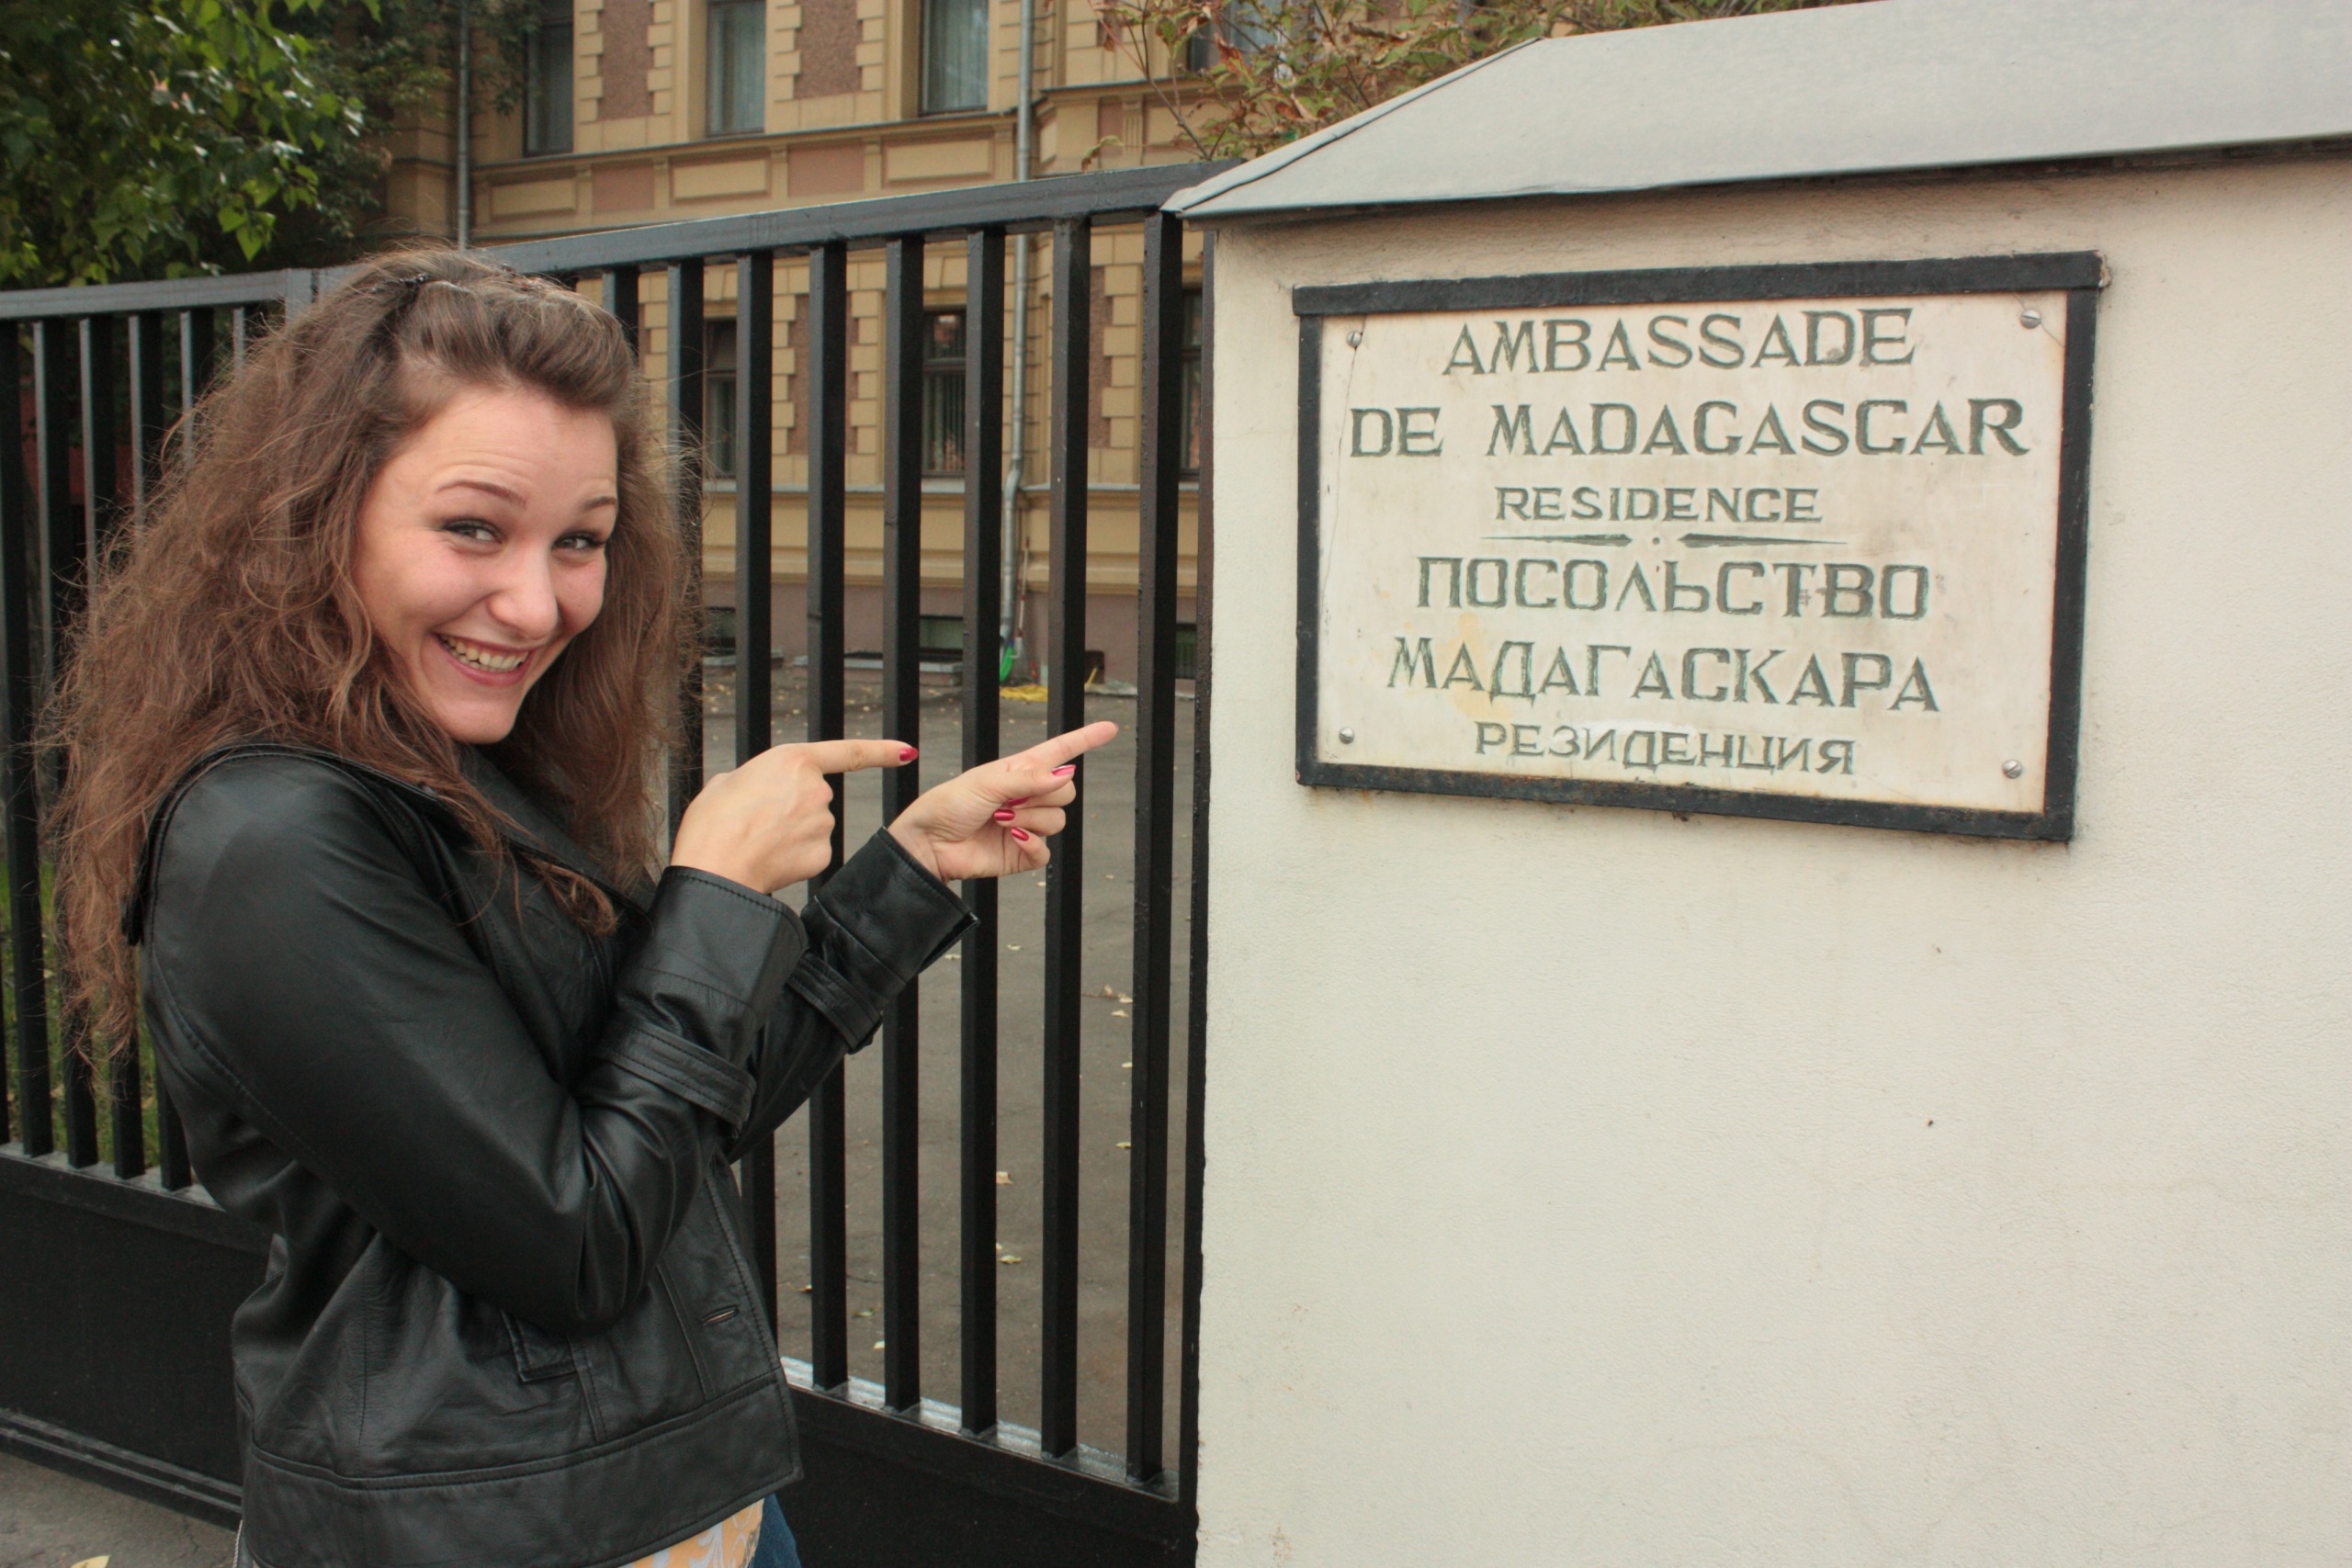 AMBASSADE
DE MADAGASCAR
RESIDENCE
ПОСОЛЬСТВО
МАДАГАСКАРА
РЕЗИДЕНЦИЯ